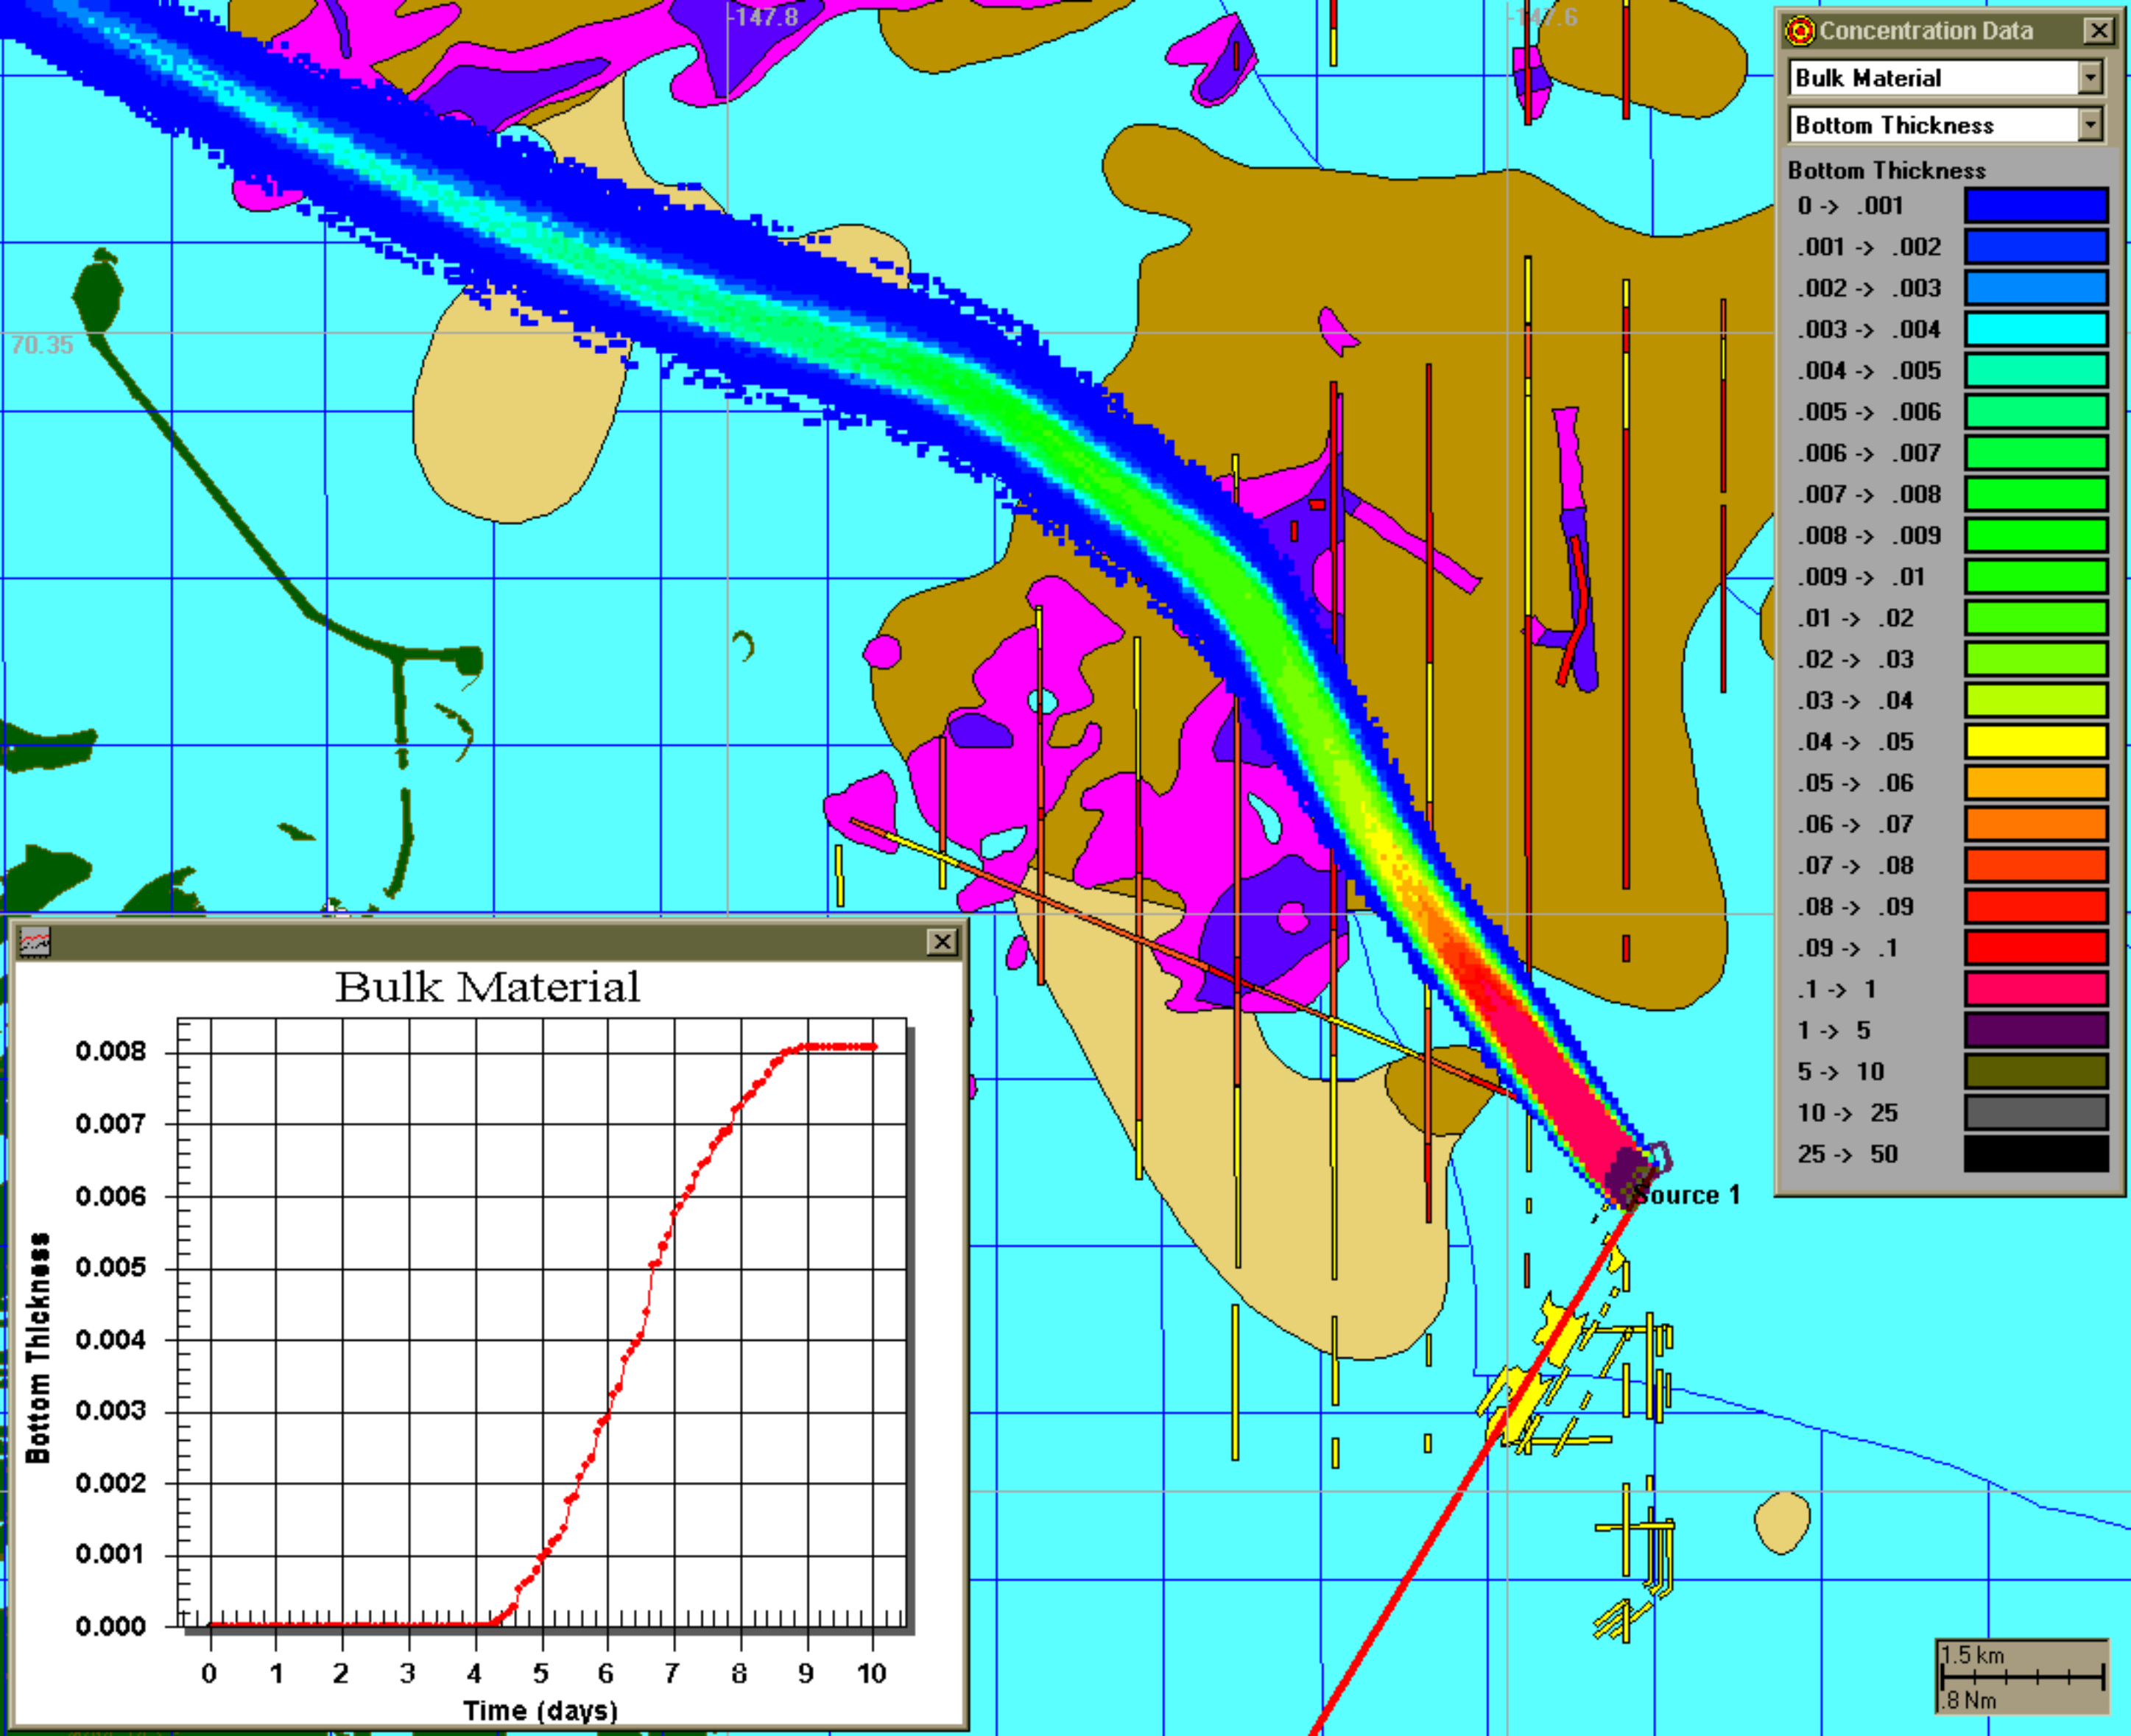 -147.8
-147.6
70.35
Concentration Data
Bulk Material
Bottom Thickness
Bottom Thickness
0 -> .001
.001 -> .002
.002 -> .003
.003 -> .004
.004 -> .005
.005 -> .006
.006 -> .007
.007 -> .008
.008 -> .009
.009 -> .01
.01 -> .02
.02 -> .03
.03 -> .04
.04 -> .05
.05 -> .06
.06 -> .07
.07 -> .08
.08 -> .09
.09 -> .1
.1 -> 1
1 -> 5
5 -> 10
10 -> 25
25 -> 50
Source 1
Bulk Material
Bottom Thickness
0.008
0.007
0.006
0.005
0.004
0.003
0.002
0.001
0.000
0 1 2 3 4 5 6 7 8 9 10
Time (days)
1.5 km
.8 Nm